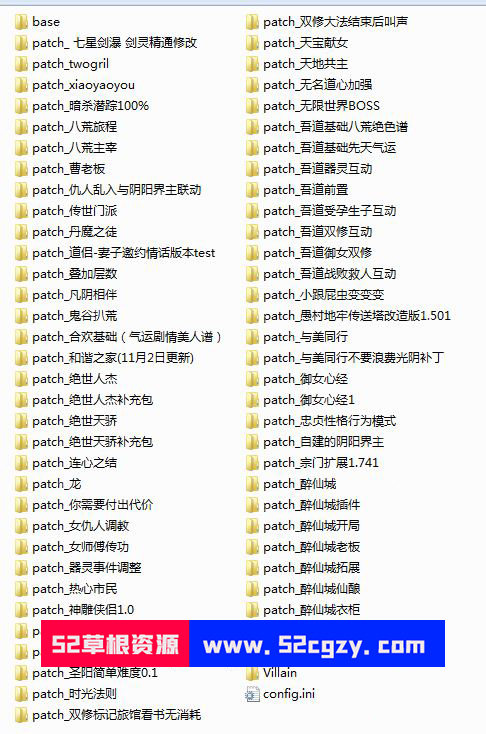 base
patch_ 七星剑瀑 剑灵精通修改
patch_twogril
patch_xiaoyaoyou
patch_暗杀潜踪100%
patch_八荒旅程
patch_八荒主宰
patch_曹老板
patch_仇人乱入与阴阳界主联动
patch_传世门派
patch_丹魔之徒
patch_道侣-妻子邀约情话版本test
patch_叠加层数
patch_凡阴相伴
patch_鬼谷扒荒
patch_合欢基础（气运剧情美人谱）
patch_和谐之家(11月2日更新)
patch_绝世人杰
patch_绝世人杰补充包
patch_绝世天骄
patch_绝世天骄补充包
patch_连心之结
patch_龙
patch_你需要付出代价
patch_女仇人调教
patch_女师傅传功
patch_器灵事件调整
patch_热心市民
patch_神雕侠侣1.0
patch_圣阳简单难度0.1
patch_时光法则
patch_双修标记旅馆看书无消耗
patch_双修大法结束后叫声
patch_天宝献女
patch_天地共主
patch_无名道心加强
patch_无限世界BOSS
patch_吾道基础八荒绝色谱
patch_吾道基础先天气运
patch_吾道器灵互动
patch_吾道前置
patch_吾道受孕生子互动
patch_吾道双修互动
patch_吾道御女双修
patch_吾道战败救人互动
patch_小跟屁虫变变变
patch_愚村地牢传送塔改造版1.501
patch_与美同行
patch_与美同行不要浪费光阴补丁
patch_御女心经
patch_御女心经1
patch_忠贞性格行为模式
patch_自建的阴阳界主
patch_宗门扩展1.741
patch_醉仙城
patch_醉仙城插件
patch_醉仙城开局
patch_醉仙城老板
patch_醉仙城拓展
patch_醉仙城仙酿
patch_醉仙城衣柜
Villain
config.ini
52草根资源 www.52cgzy.com